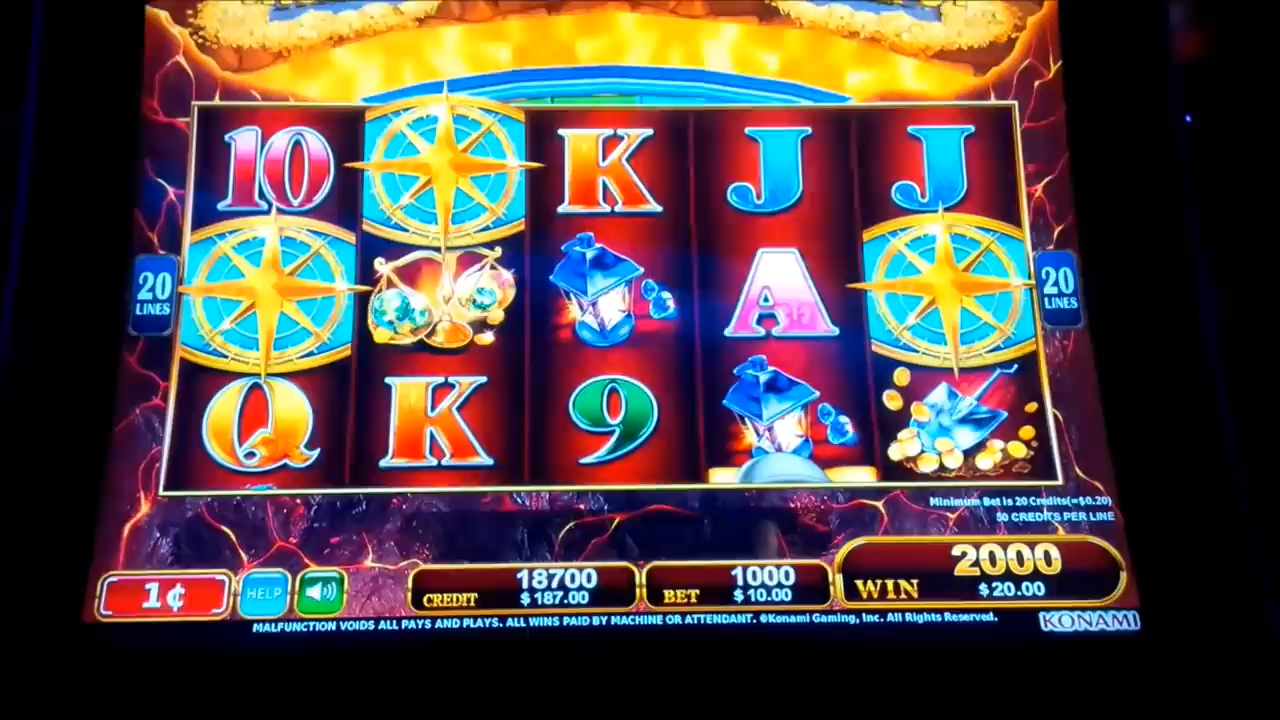 10 K J J
20 LINES
A
20 LINES
Q K 9
Minimum Bet is 20 Credits(=$0.20)
50 CREDITS PER LINE
1¢
HELP
CREDIT 18700 $187.00
BET 1000 $10.00
WIN 2000 $20.00
MALFUNCTION VOIDS ALL PAYS AND PLAYS. ALL WINS PAID BY MACHINE OR ATTENDANT. ©Konami Gaming, Inc. All Rights Reserved.
KONAMI